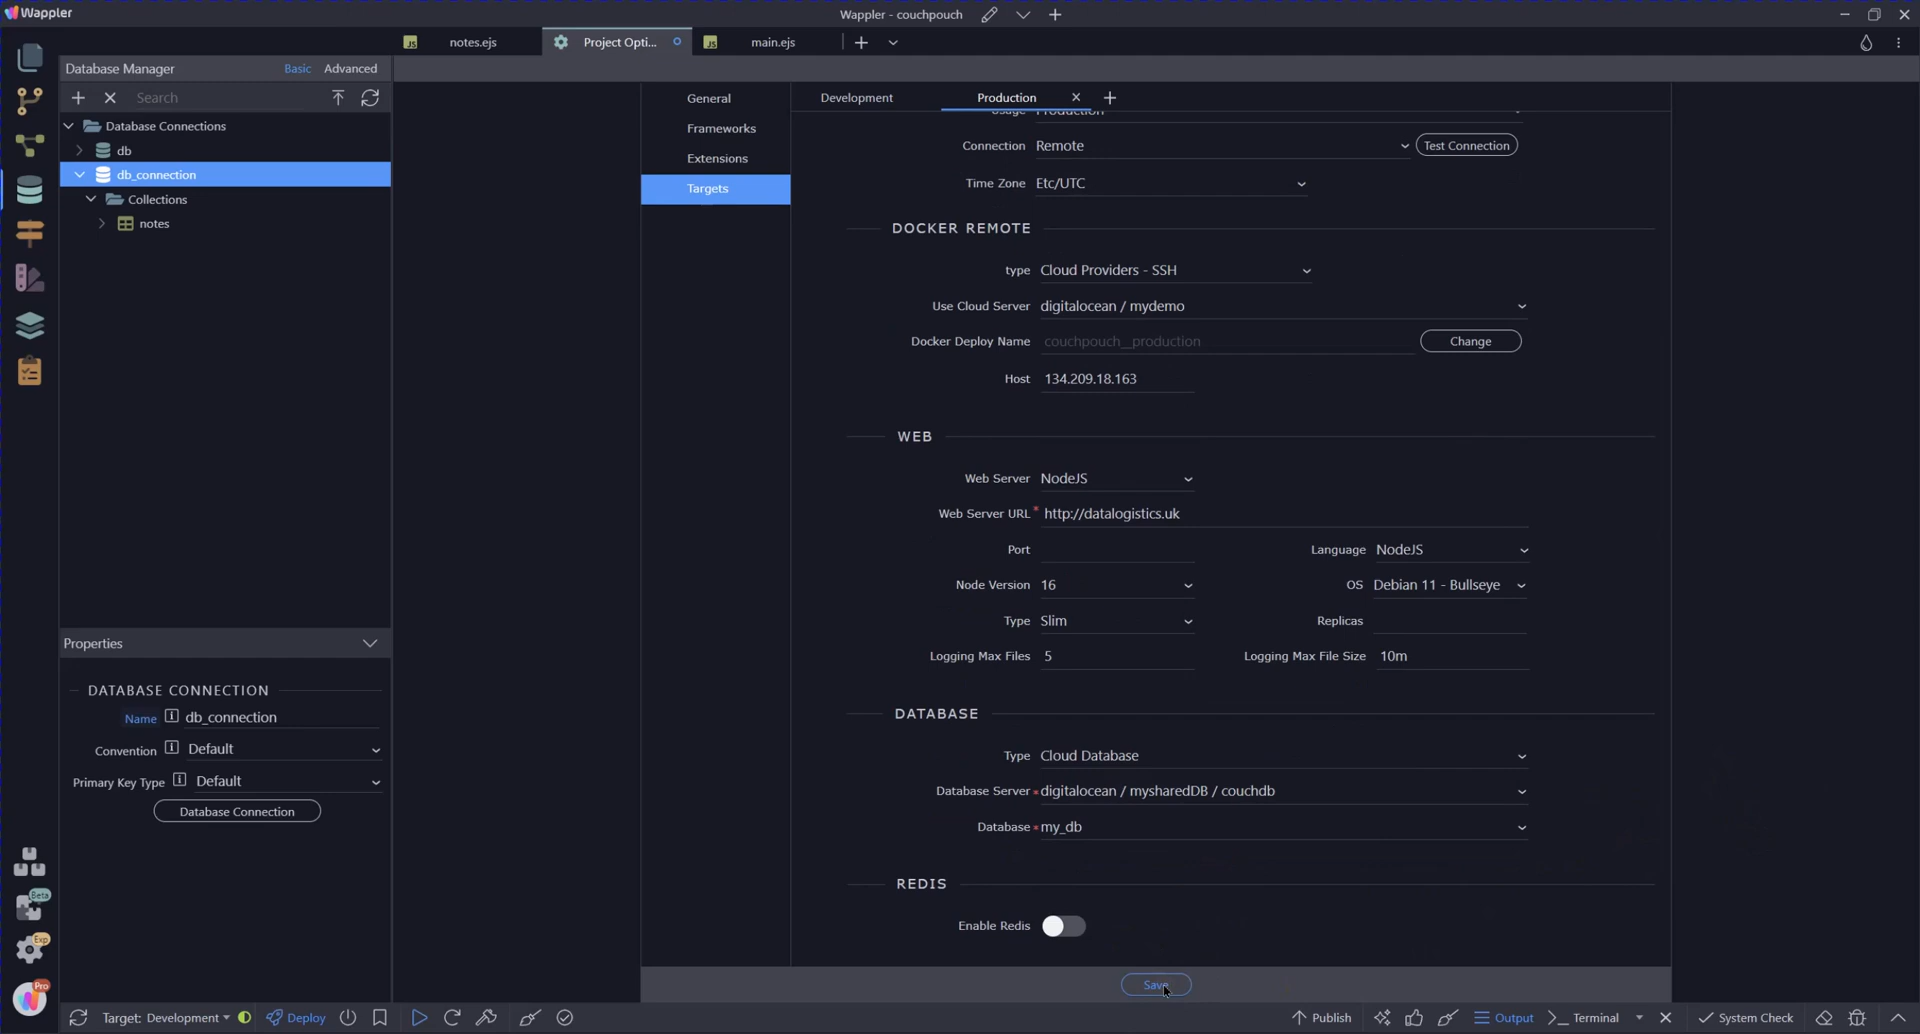 Wappler
Wappler - couchpouch
notes.ejs
Project Opti...
main.ejs
Database Manager
Basic
Advanced
Search
Database Connections
db
db_connection
Collections
notes
General
Frameworks
Extensions
Targets
Development
Production
Usage Production
Connection Remote
Test Connection
Time Zone Etc/UTC
DOCKER REMOTE
type Cloud Providers - SSH
Use Cloud Server digitalocean / mydemo
Docker Deploy Name couchpouch__production
Change
Host 134.209.18.163
WEB
Web Server NodeJS
Web Server URL * http://datalogistics.uk
Port
Language NodeJS
Node Version 16
OS Debian 11 - Bullseye
Type Slim
Replicas
Logging Max Files 5
Logging Max File Size 10m
DATABASE
Type Cloud Database
Database Server * digitalocean / mysharedDB / couchdb
Database * my_db
REDIS
Enable Redis
Save
Properties
DATABASE CONNECTION
Name db_connection
Convention Default
Primary Key Type Default
Database Connection
Beta
Exp
Pro
Target: Development
Deploy
Publish
Output
Terminal
System Check